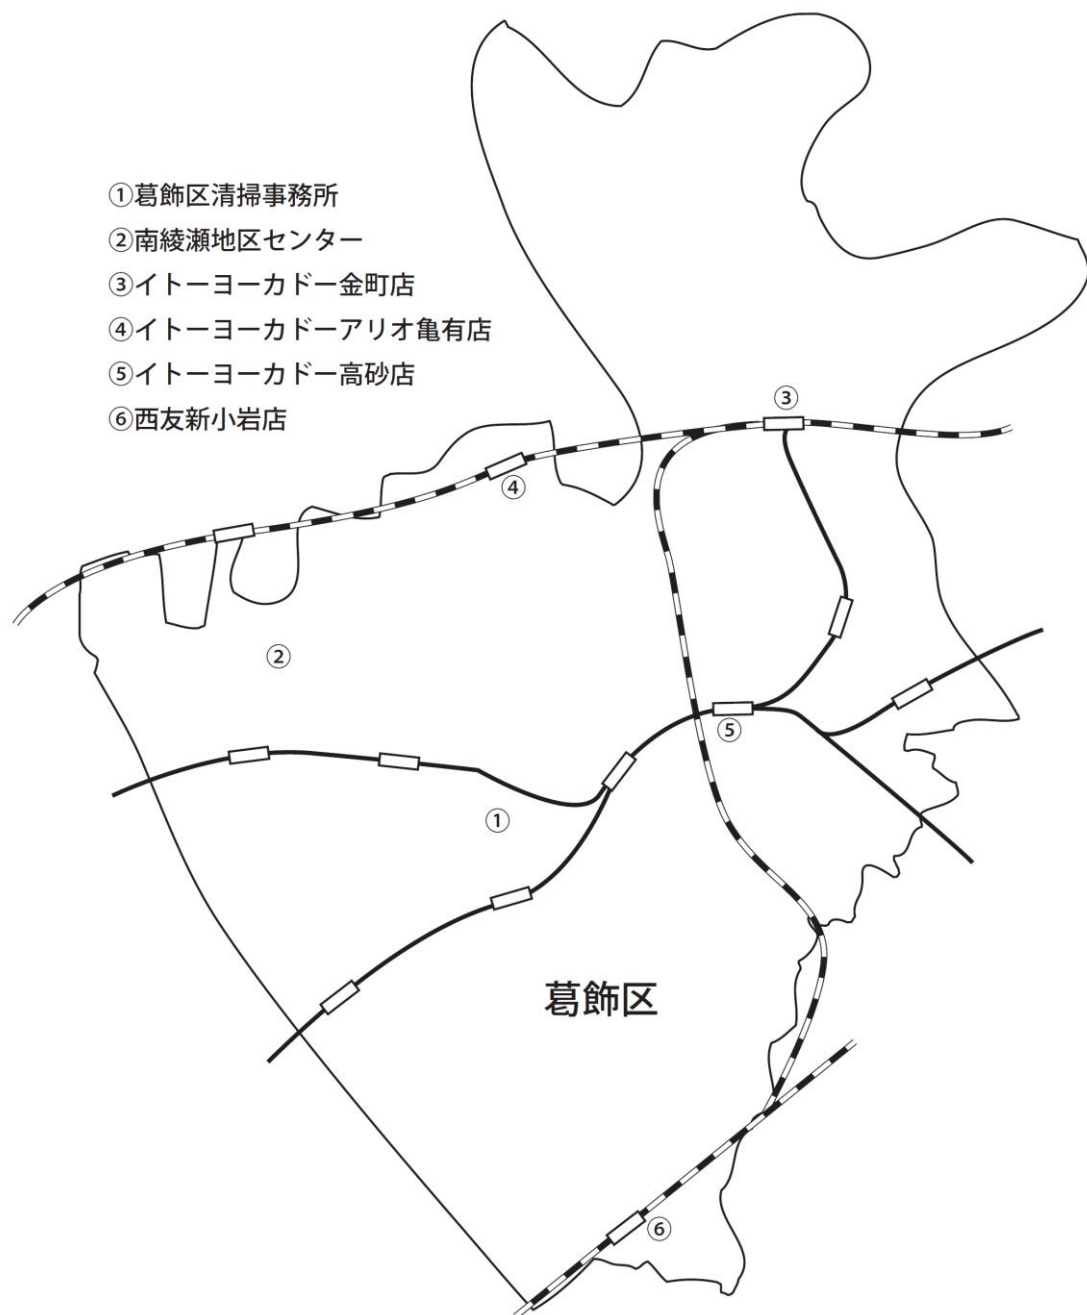 ①葛飾区清掃事務所
②南綾瀬地区センター
③イトーヨーカドー金町店
④イトーヨーカドーアリオ亀有店
⑤イトーヨーカドー高砂店
⑥西友新小岩店
③
④
②
⑤
①
葛飾区
⑥